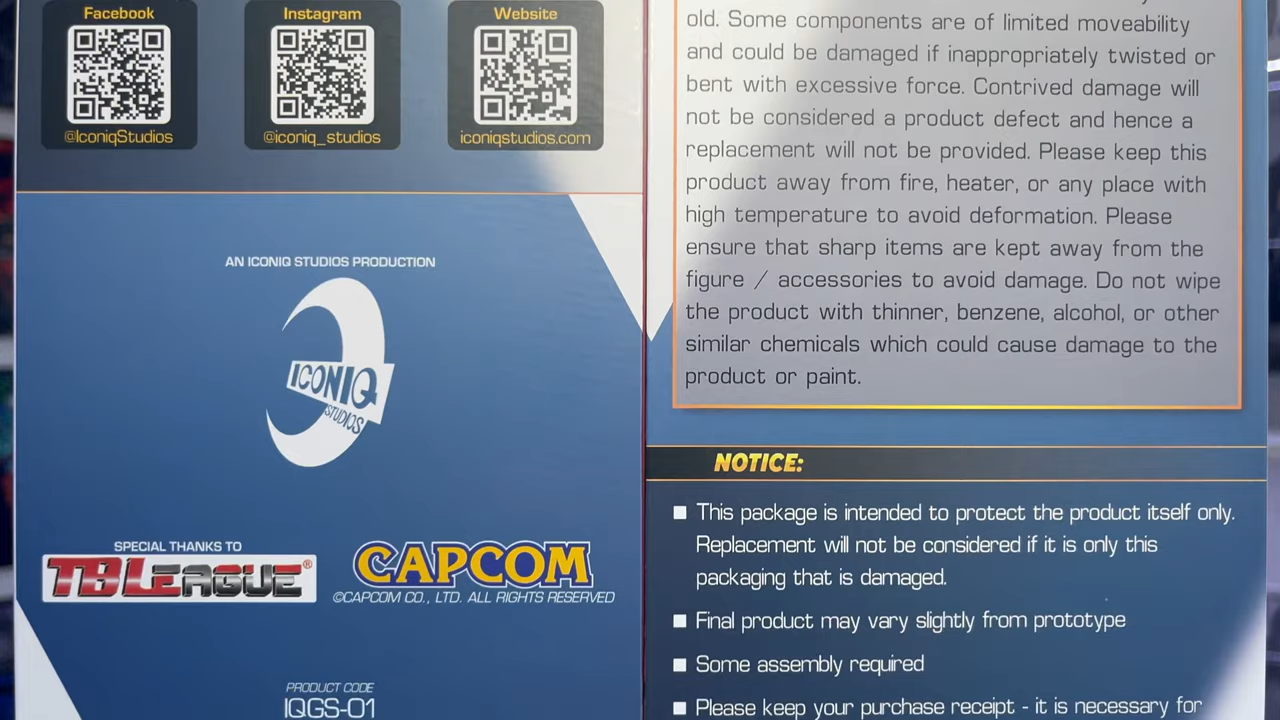 Facebook
Instagram
Website
@IconiqStudios
@iconiq_studios
iconiqstudios.com
AN ICONIQ STUDIOS PRODUCTION
ICONIQ
STUDIOS
SPECIAL THANKS TO
TBLEAGUE®
CAPCOM
©CAPCOM CO., LTD. ALL RIGHTS RESERVED
PRODUCT CODE
IQGS-01
old. Some components are of limited moveability
and could be damaged if inappropriately twisted or
bent with excessive force. Contrived damage will
not be considered a product defect and hence a
replacement will not be provided. Please keep this
product away from fire, heater, or any place with
high temperature to avoid deformation. Please
ensure that sharp items are kept away from the
figure / accessories to avoid damage. Do not wipe
the product with thinner, benzene, alcohol, or other
similar chemicals which could cause damage to the
product or paint.
NOTICE:
■ This package is intended to protect the product itself only.
Replacement will not be considered if it is only this
packaging that is damaged.
■ Final product may vary slightly from prototype
■ Some assembly required
■ Please keep your purchase receipt - it is necessary for